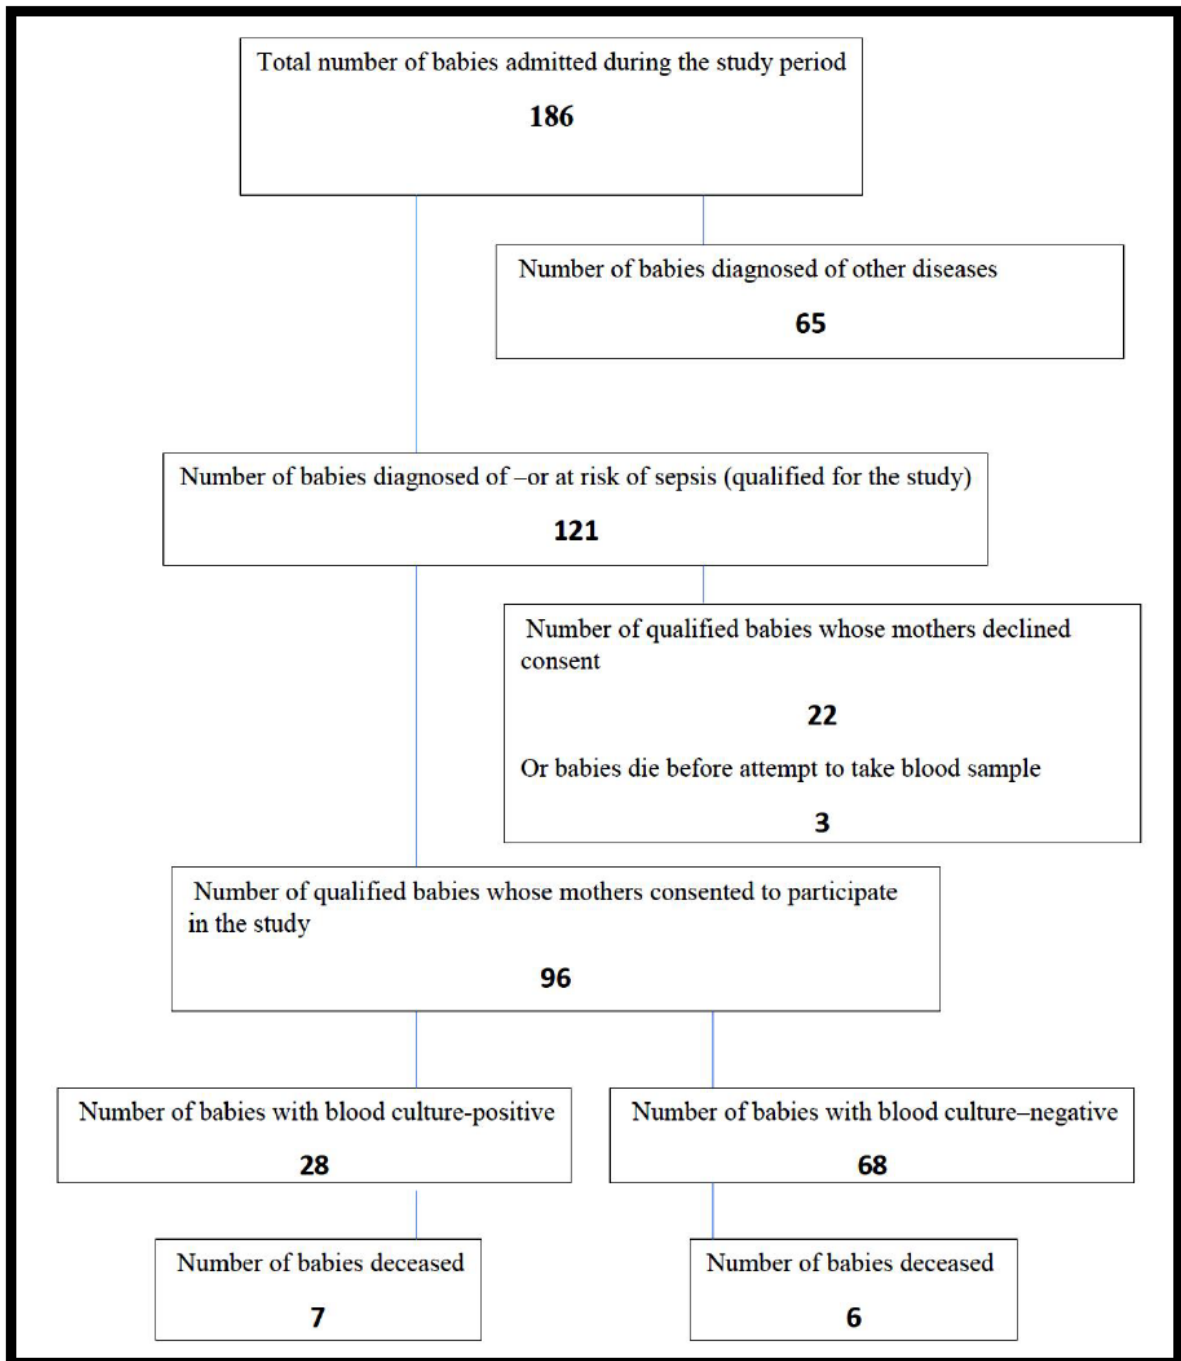 Total number of babies admitted during the study period
186
Number of babies diagnosed of other diseases
65
Number of babies diagnosed of –or at risk of sepsis (qualified for the study)
121
Number of qualified babies whose mothers declined
consent
22
Or babies die before attempt to take blood sample
3
Number of qualified babies whose mothers consented to participate
in the study
96
Number of babies with blood culture-positive
28
Number of babies with blood culture–negative
68
Number of babies deceased
7
Number of babies deceased
6